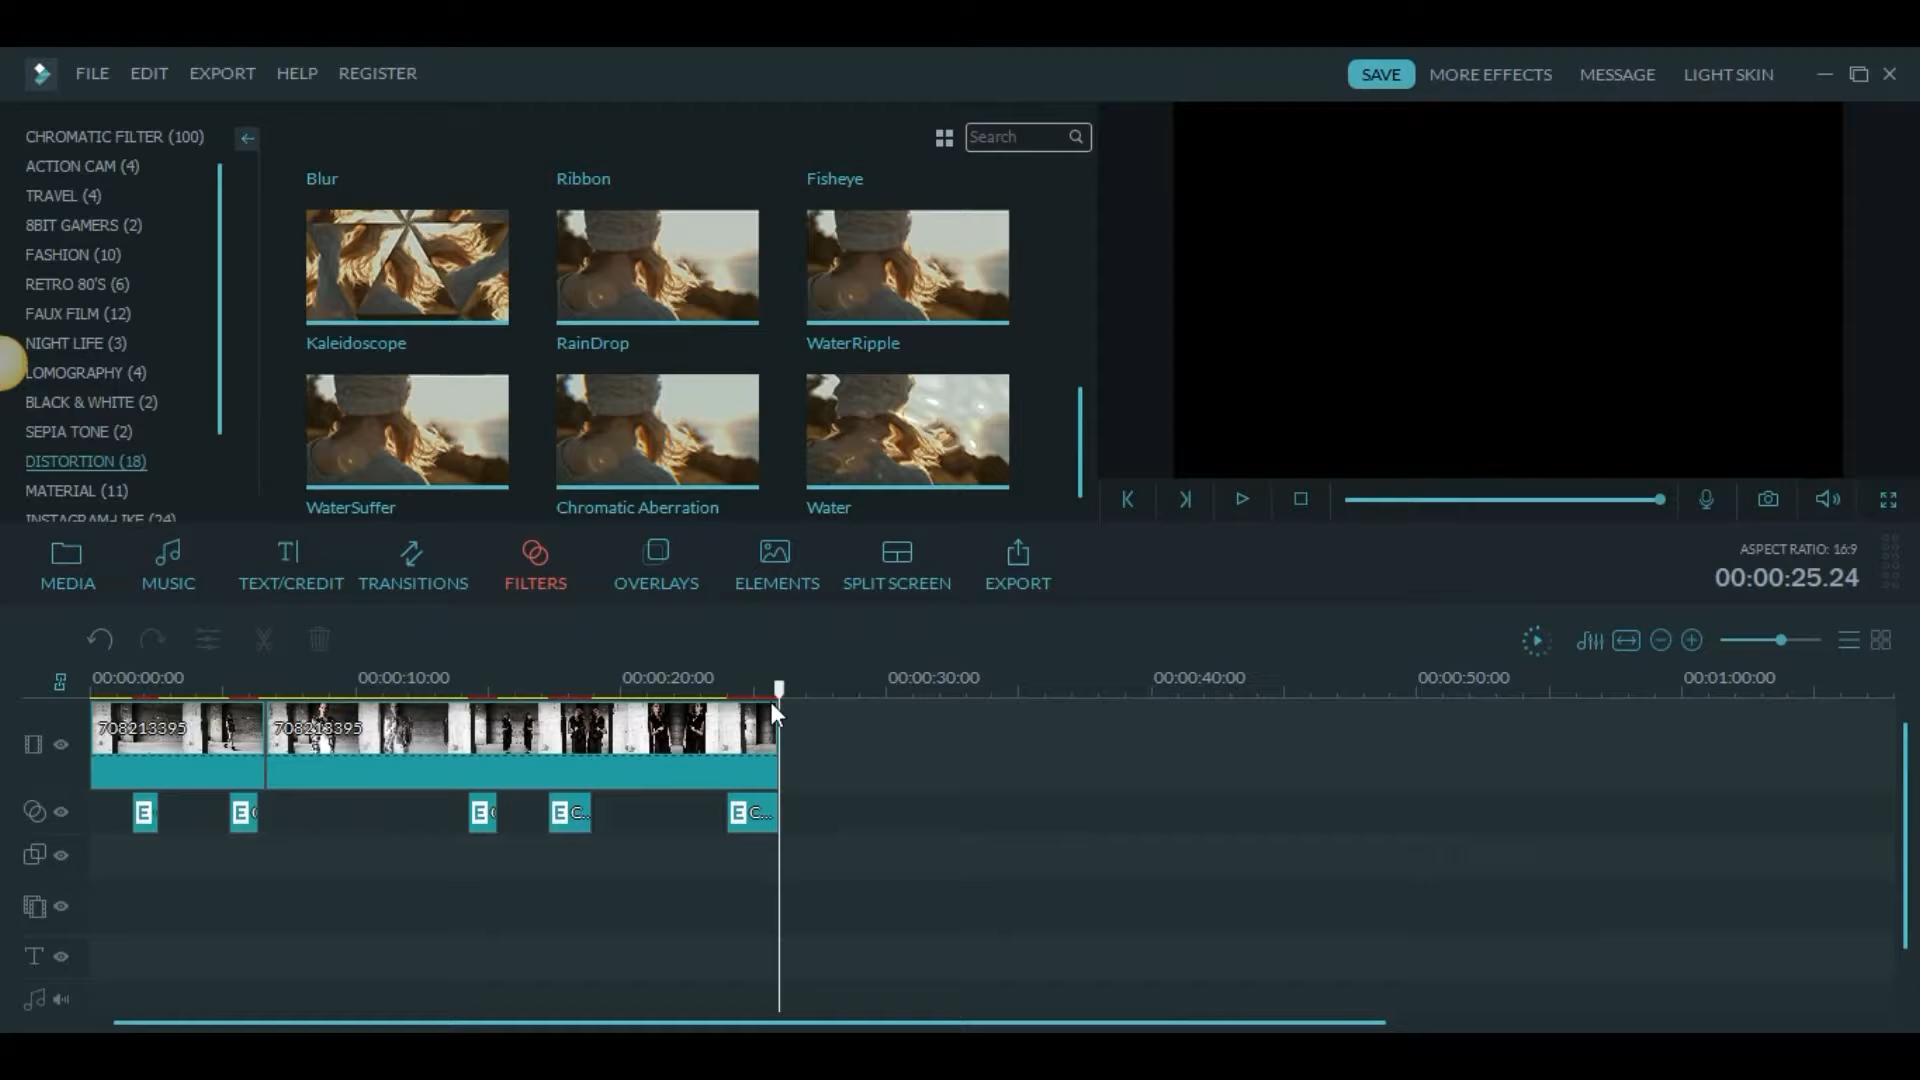 FILE EDIT EXPORT HELP REGISTER
SAVE MORE EFFECTS MESSAGE LIGHT SKIN
CHROMATIC FILTER (100)
ACTION CAM (4)
TRAVEL (4)
8BIT GAMERS (2)
FASHION (10)
RETRO 80'S (6)
FAUX FILM (12)
NIGHT LIFE (3)
LOMOGRAPHY (4)
BLACK & WHITE (2)
SEPIA TONE (2)
DISTORTION (18)
MATERIAL (11)
INSTAGRAM-LIKE (24)
Search
Blur Ribbon Fisheye
Kaleidoscope RainDrop WaterRipple
WaterSuffer Chromatic Aberration Water
MEDIA MUSIC TEXT/CREDIT TRANSITIONS FILTERS OVERLAYS ELEMENTS SPLIT SCREEN EXPORT
ASPECT RATIO: 16:9
00:00:25.24
00:00:00:00 00:00:10:00 00:00:20:00 00:00:30:00 00:00:40:00 00:00:50:00 00:01:00:00
708213395 708213395
E E E E C... E C...